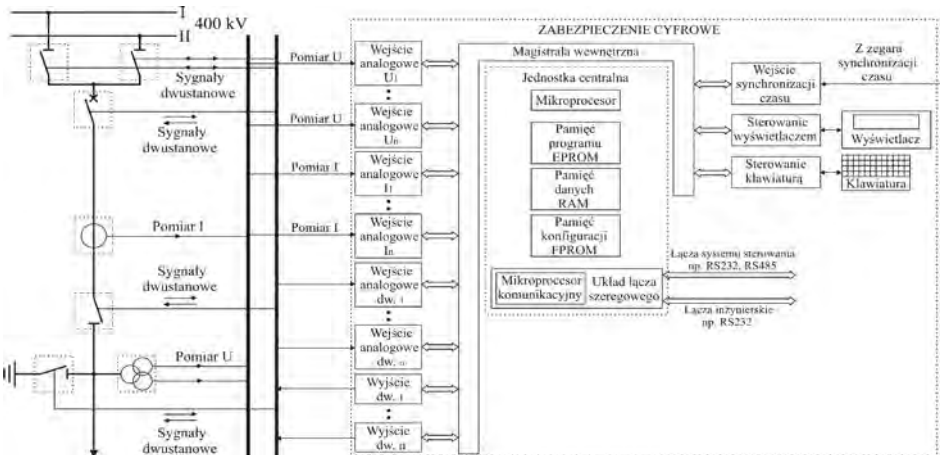 I
II
400 kV
Sygnały
dwustanowe
Sygnały
dwustanowe
Pomiar I
Sygnały
dwustanowe
Pomiar U
Sygnały
dwustanowe
Pomiar U
Pomiar U
Pomiar I
Pomiar I
ZABEZPIECZENIE CYFROWE
Wejście
analogowe
U1
Wejście
analogowe
Un
Wejście
analogowe
I1
Wejście
analogowe
In
Wejście
analogowe
dw. 1
Wejście
analogowe
dw. n
Wyjście
dw. 1
Wyjście
dw. n
Magistrala wewnętrzna
Jednostka centralna
Mikroprocesor
Pamięć
programu
EPROM
Pamięć
danych
RAM
Pamięć
konfiguracji
FPROM
Mikroprocesor
komunikacyjny
Układ łącza
szeregowego
Wejście
synchronizacji
czasu
Sterowanie
wyświetlaczem
Sterowanie
klawiaturą
Z zegara
synchronizacji
czasu
Wyświetlacz
Klawiatura
Łącza systemu sterowania
np. RS232, RS485
Łącza inżynierskie
np. RS232